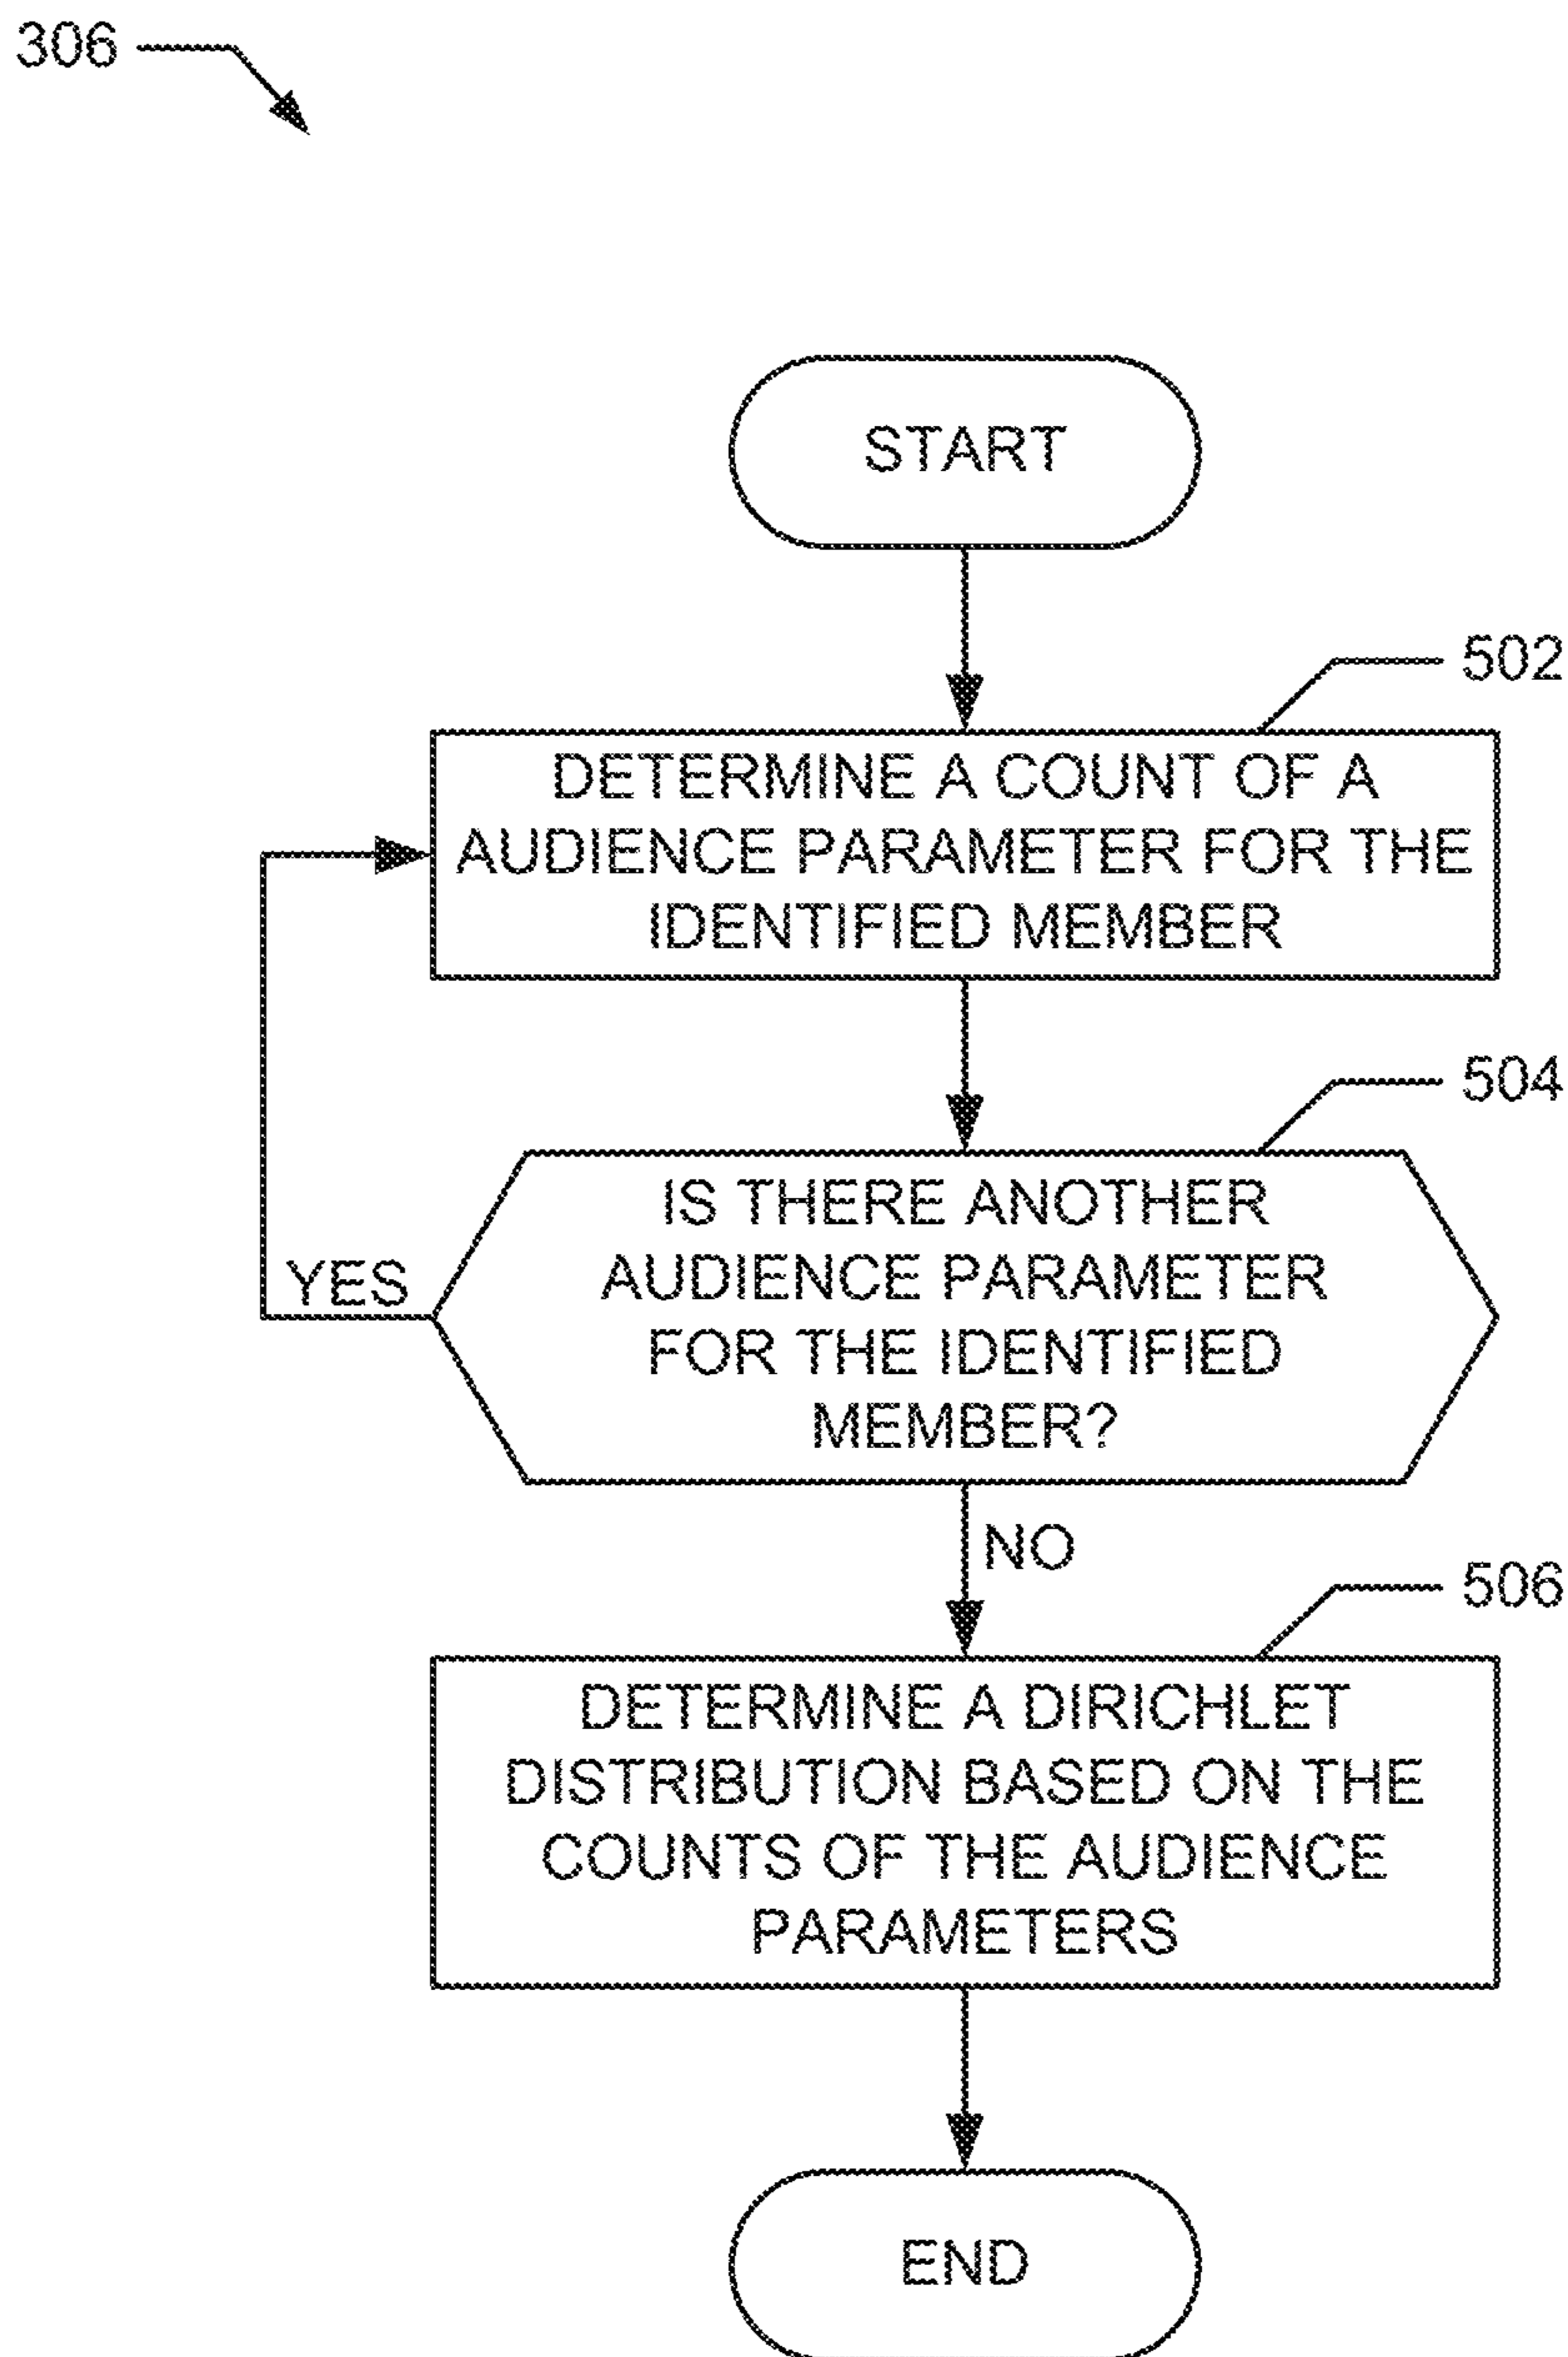 306
START
502
DETERMINE A COUNT OF A
AUDIENCE PARAMETER FOR THE
IDENTIFIED MEMBER
504
IS THERE ANOTHER
AUDIENCE PARAMETER
FOR THE IDENTIFIED
MEMBER?
YES
NO
506
DETERMINE A DIRICHLET
DISTRIBUTION BASED ON THE
COUNTS OF THE AUDIENCE
PARAMETERS
END